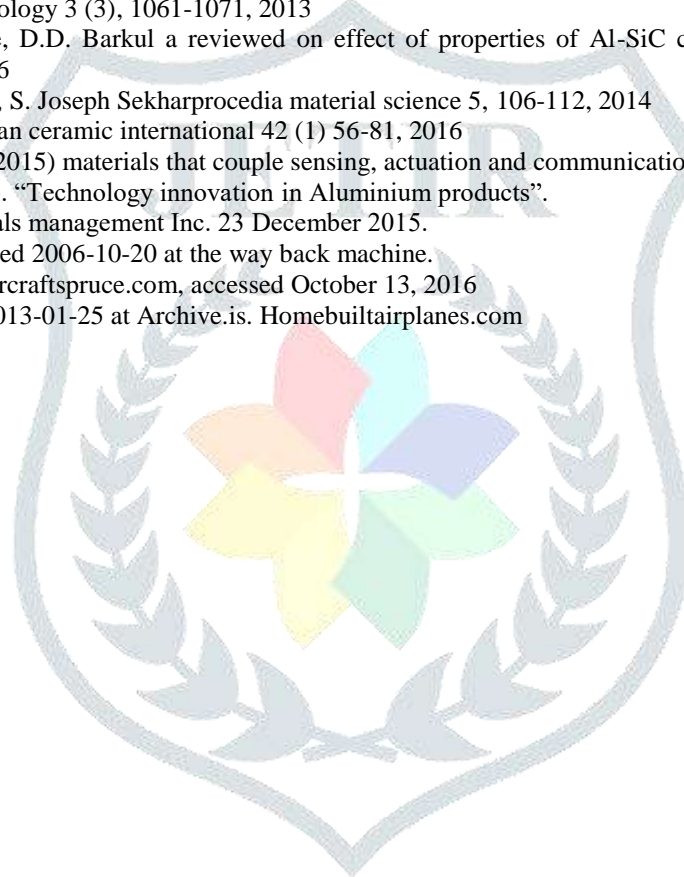 ology 3 (3), 1061-1071, 2013
e, D.D. Barkul a reviewed on effect of properties of Al-SiC c
6
, S. Joseph Sekharprocedia material science 5, 106-112, 2014
an ceramic international 42 (1) 56-81, 2016
2015) materials that couple sensing, actuation and communicatio
. “Technology innovation in Aluminium products”.
als management Inc. 23 December 2015.
ed 2006-10-20 at the way back machine.
rcraftspruce.com, accessed October 13, 2016
013-01-25 at Archive.is. Homebuiltairplanes.com
JETIR